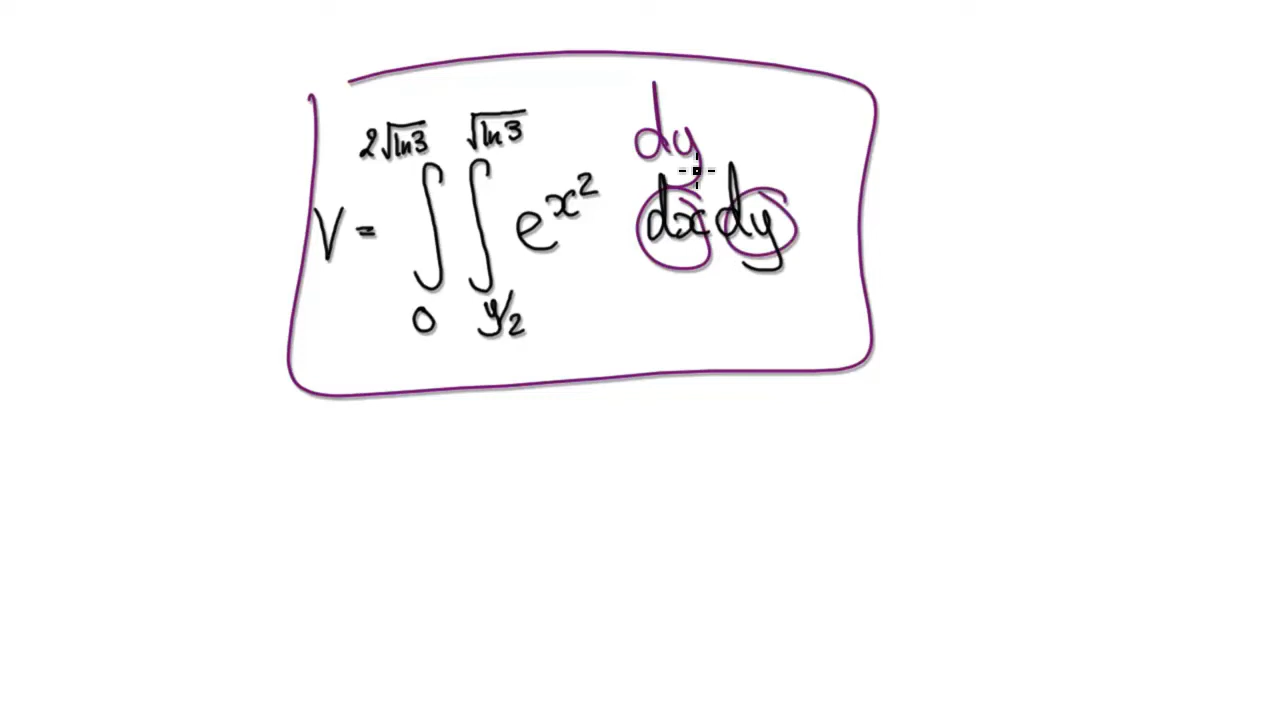 dy
V = ∫₀^{2√ln3} ∫_{y/2}^{√ln3} e^{x²} dx dy